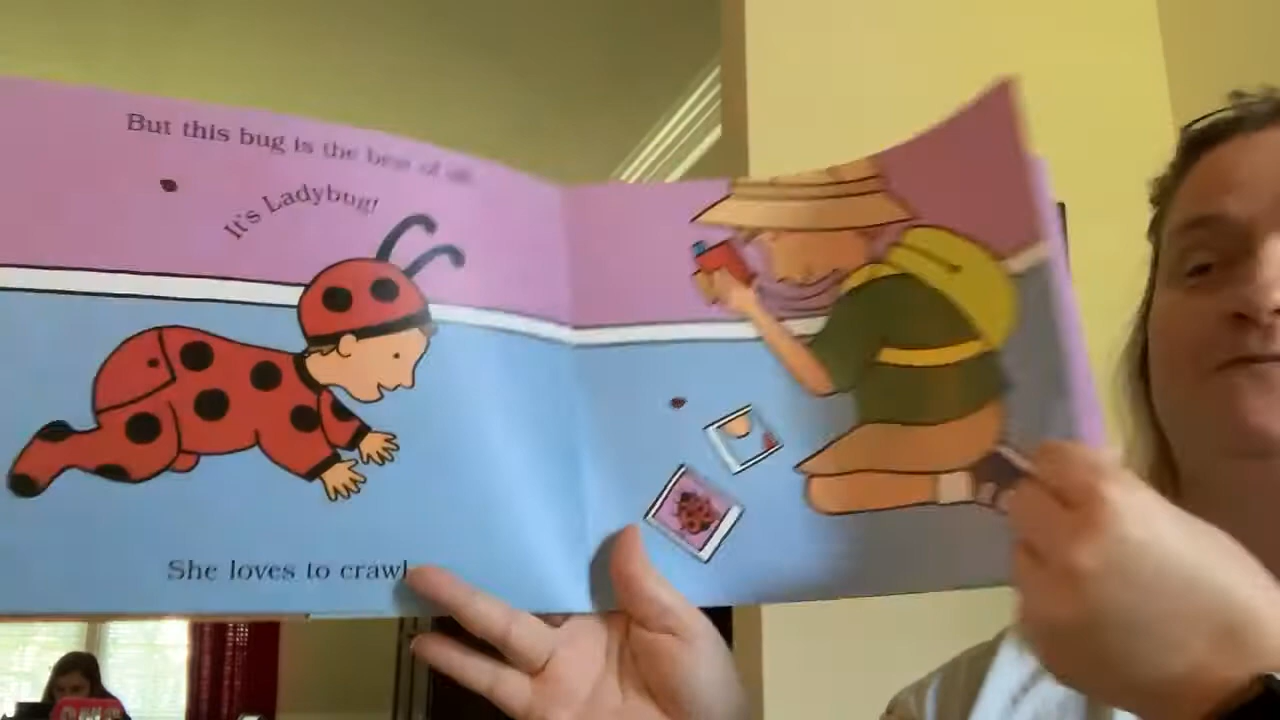 But this bug is the best of all.
It's Ladybug!
She loves to crawl